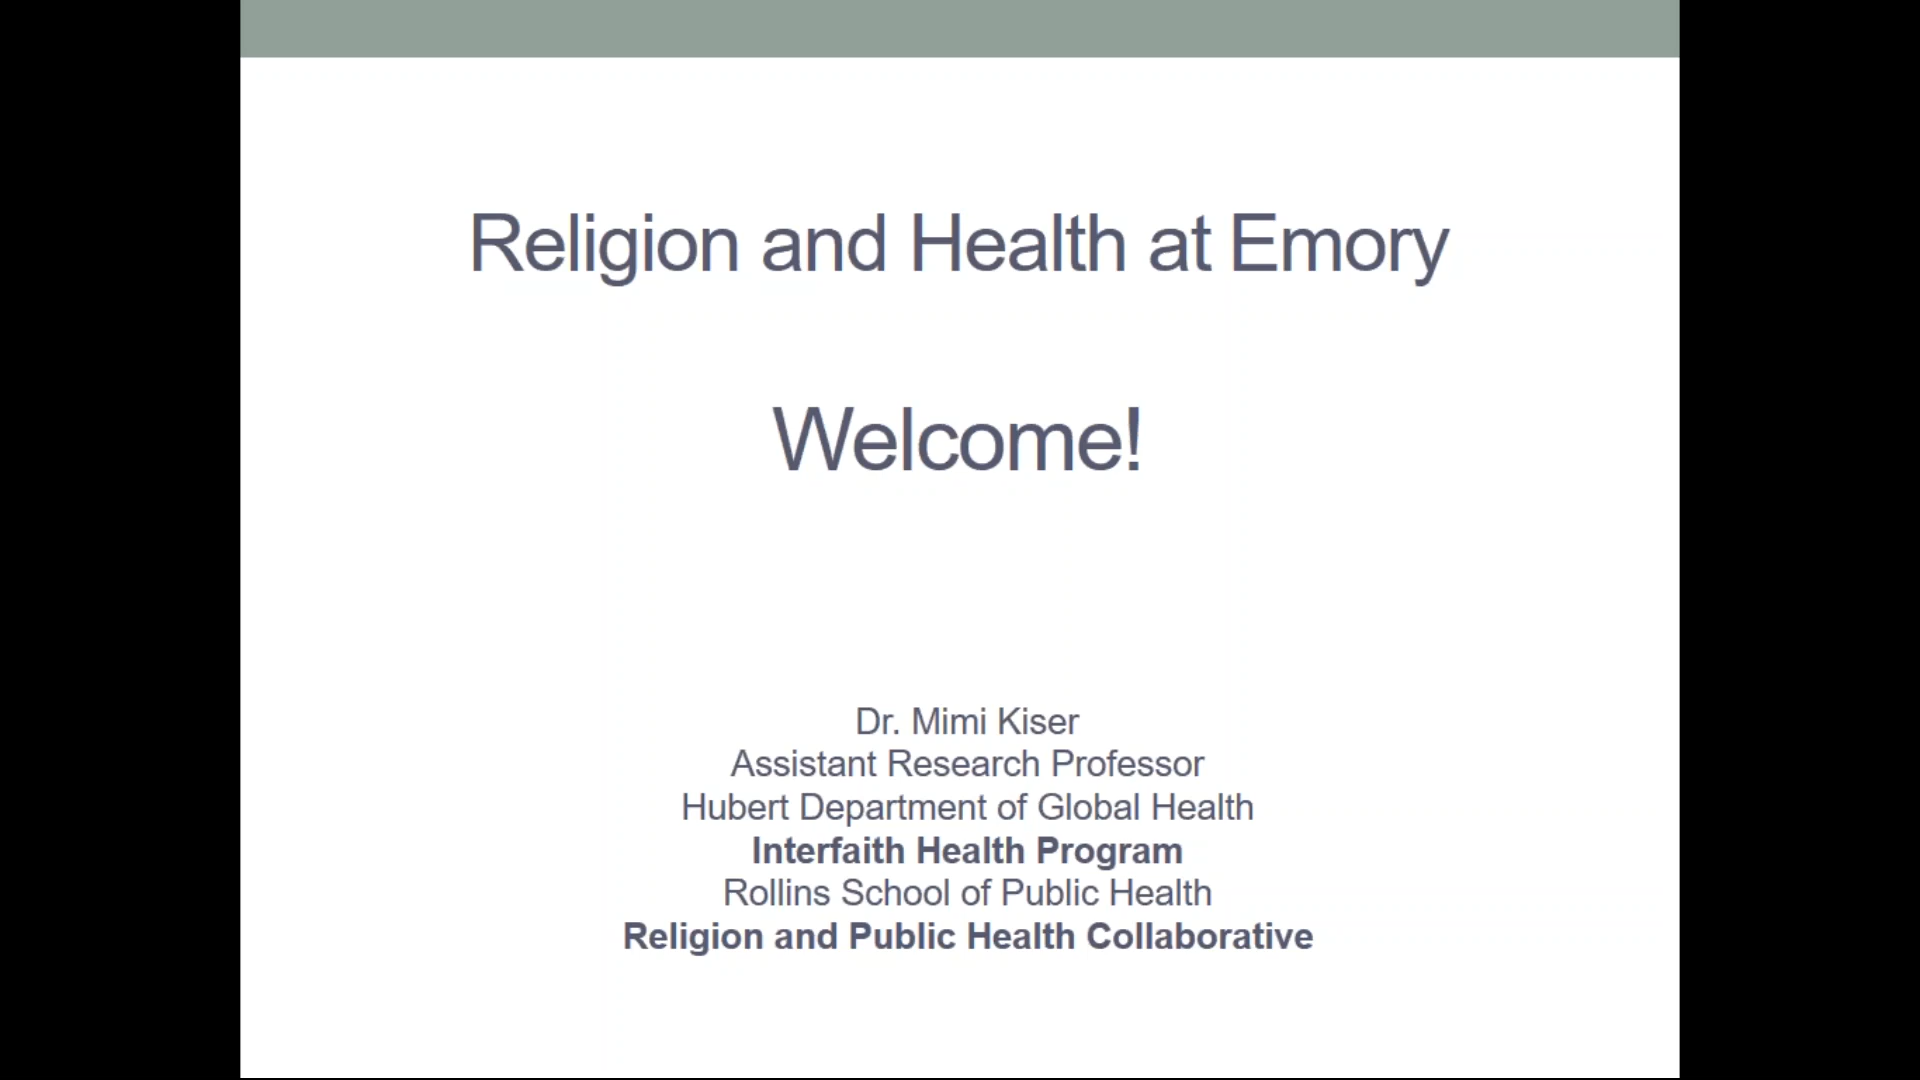 Religion and Health at Emory
Welcome!
Dr. Mimi Kiser
Assistant Research Professor
Hubert Department of Global Health
Interfaith Health Program
Rollins School of Public Health
Religion and Public Health Collaborative